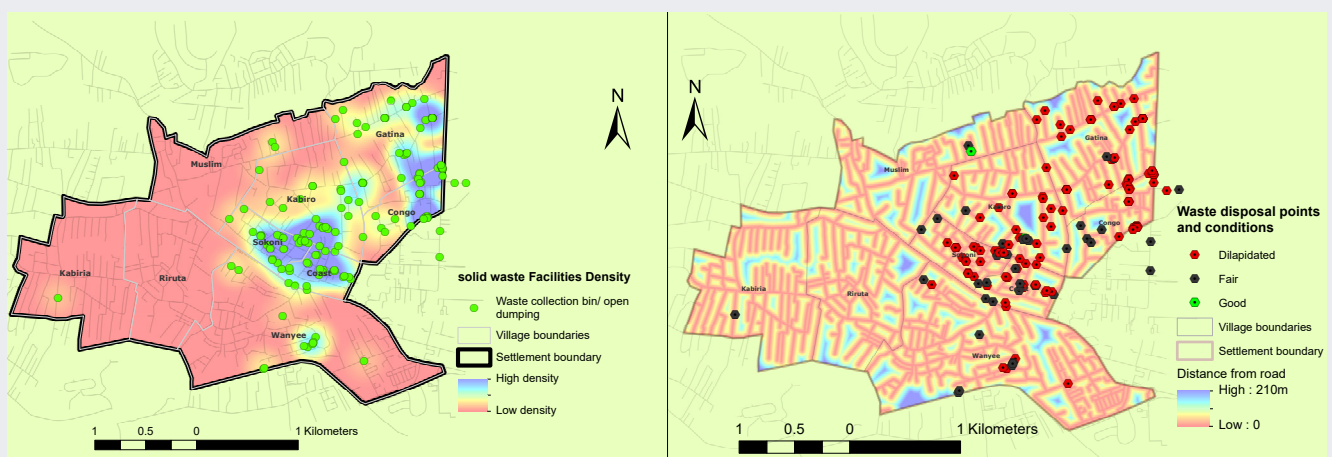 N
Gatina
Muslim
Kabiro
Congo
Sokoni
Coast
Kabiria
Riruta
Wanyee
solid waste Facilities Density
Waste collection bin/ open
dumping
Village boundaries
Settlement boundary
High density
Low density
1 0.5 0 1 Kilometers
N
Gatina
Muslim
Kabiro
Congo
Sokoni
Kabiria
Riruta
Wanyee
Waste disposal points
and conditions
Dilapidated
Fair
Good
Village boundaries
Settlement boundary
Distance from road
High : 210m
Low : 0
1 0.5 0 1 Kilometers